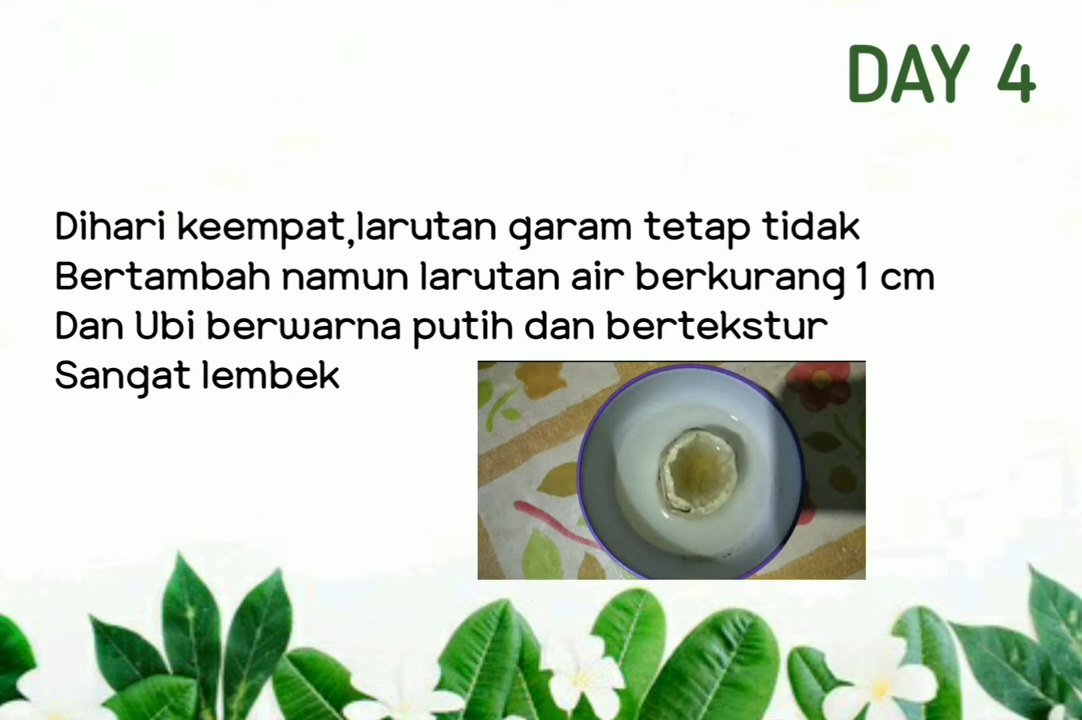 DAY 4
Dihari keempat,larutan garam tetap tidak
Bertambah namun larutan air berkurang 1 cm
Dan Ubi berwarna putih dan bertekstur
Sangat lembek